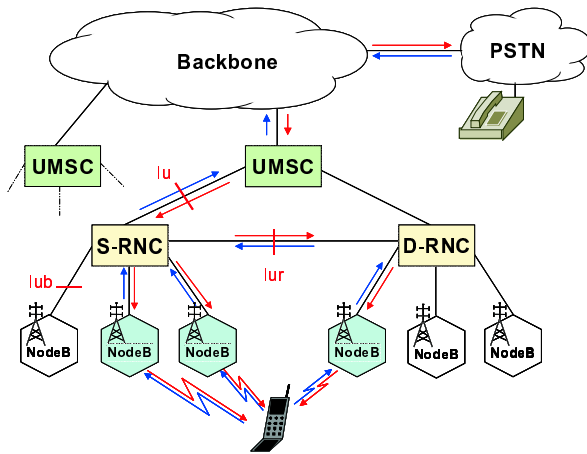 Backbone
PSTN
UMSC
Iu
UMSC
S-RNC
D-RNC
Iub
Iur
NodeB
NodeB
NodeB
NodeB
NodeB
NodeB